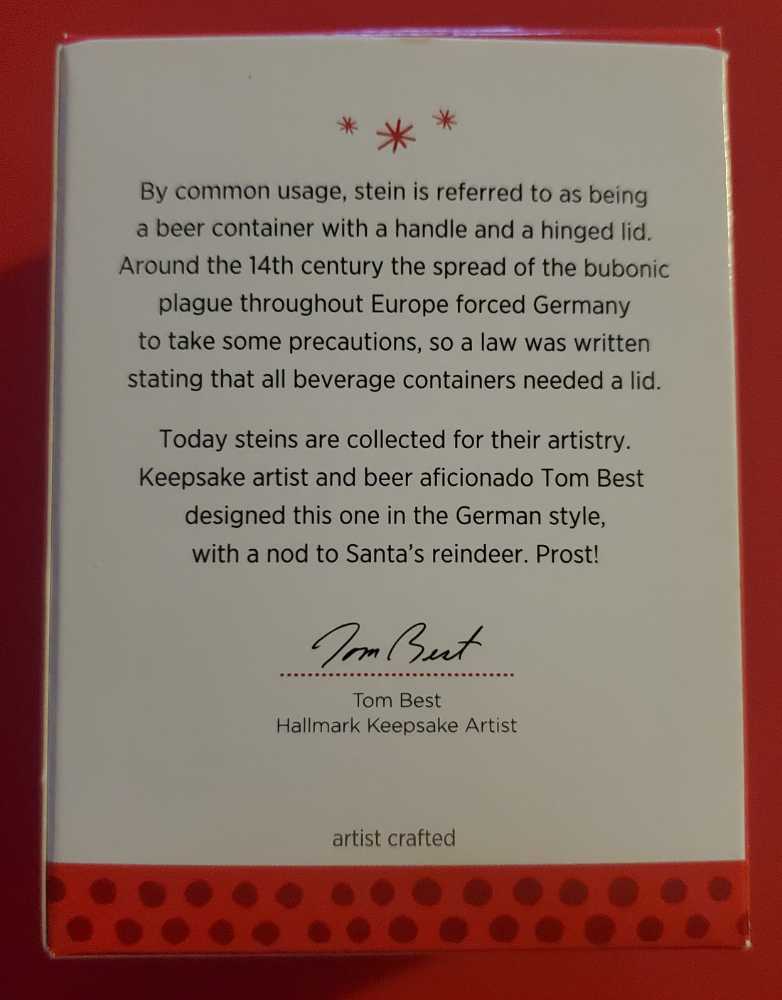 By common usage, stein is referred to as being
a beer container with a handle and a hinged lid.
Around the 14th century the spread of the bubonic
plague throughout Europe forced Germany
to take some precautions, so a law was written
stating that all beverage containers needed a lid.
Today steins are collected for their artistry.
Keepsake artist and beer aficionado Tom Best
designed this one in the German style,
with a nod to Santa's reindeer. Prost!
Tom Best
Tom Best
Hallmark Keepsake Artist
artist crafted